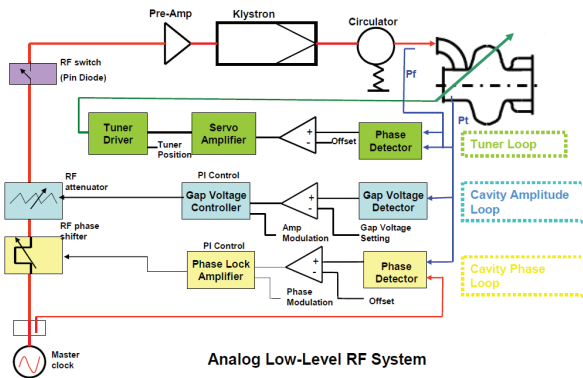 Pre-Amp
Klystron
Circulator
RF switch
(Pin Diode)
Pf
Pt
Tuner
Driver
Tuner
Position
Servo
Amplifier
+
-
Offset
Phase
Detector
Tuner Loop
RF
attenuator
PI Control
Gap Voltage
Controller
Amp
Modulation
+
-
Gap Voltage
Setting
Gap Voltage
Detector
Cavity Amplitude
Loop
RF phase
shifter
PI Control
Phase Lock
Amplifier
Phase
Modulation
+
-
Offset
Phase
Detector
Cavity Phase
Loop
Master
clock
Analog Low-Level RF System